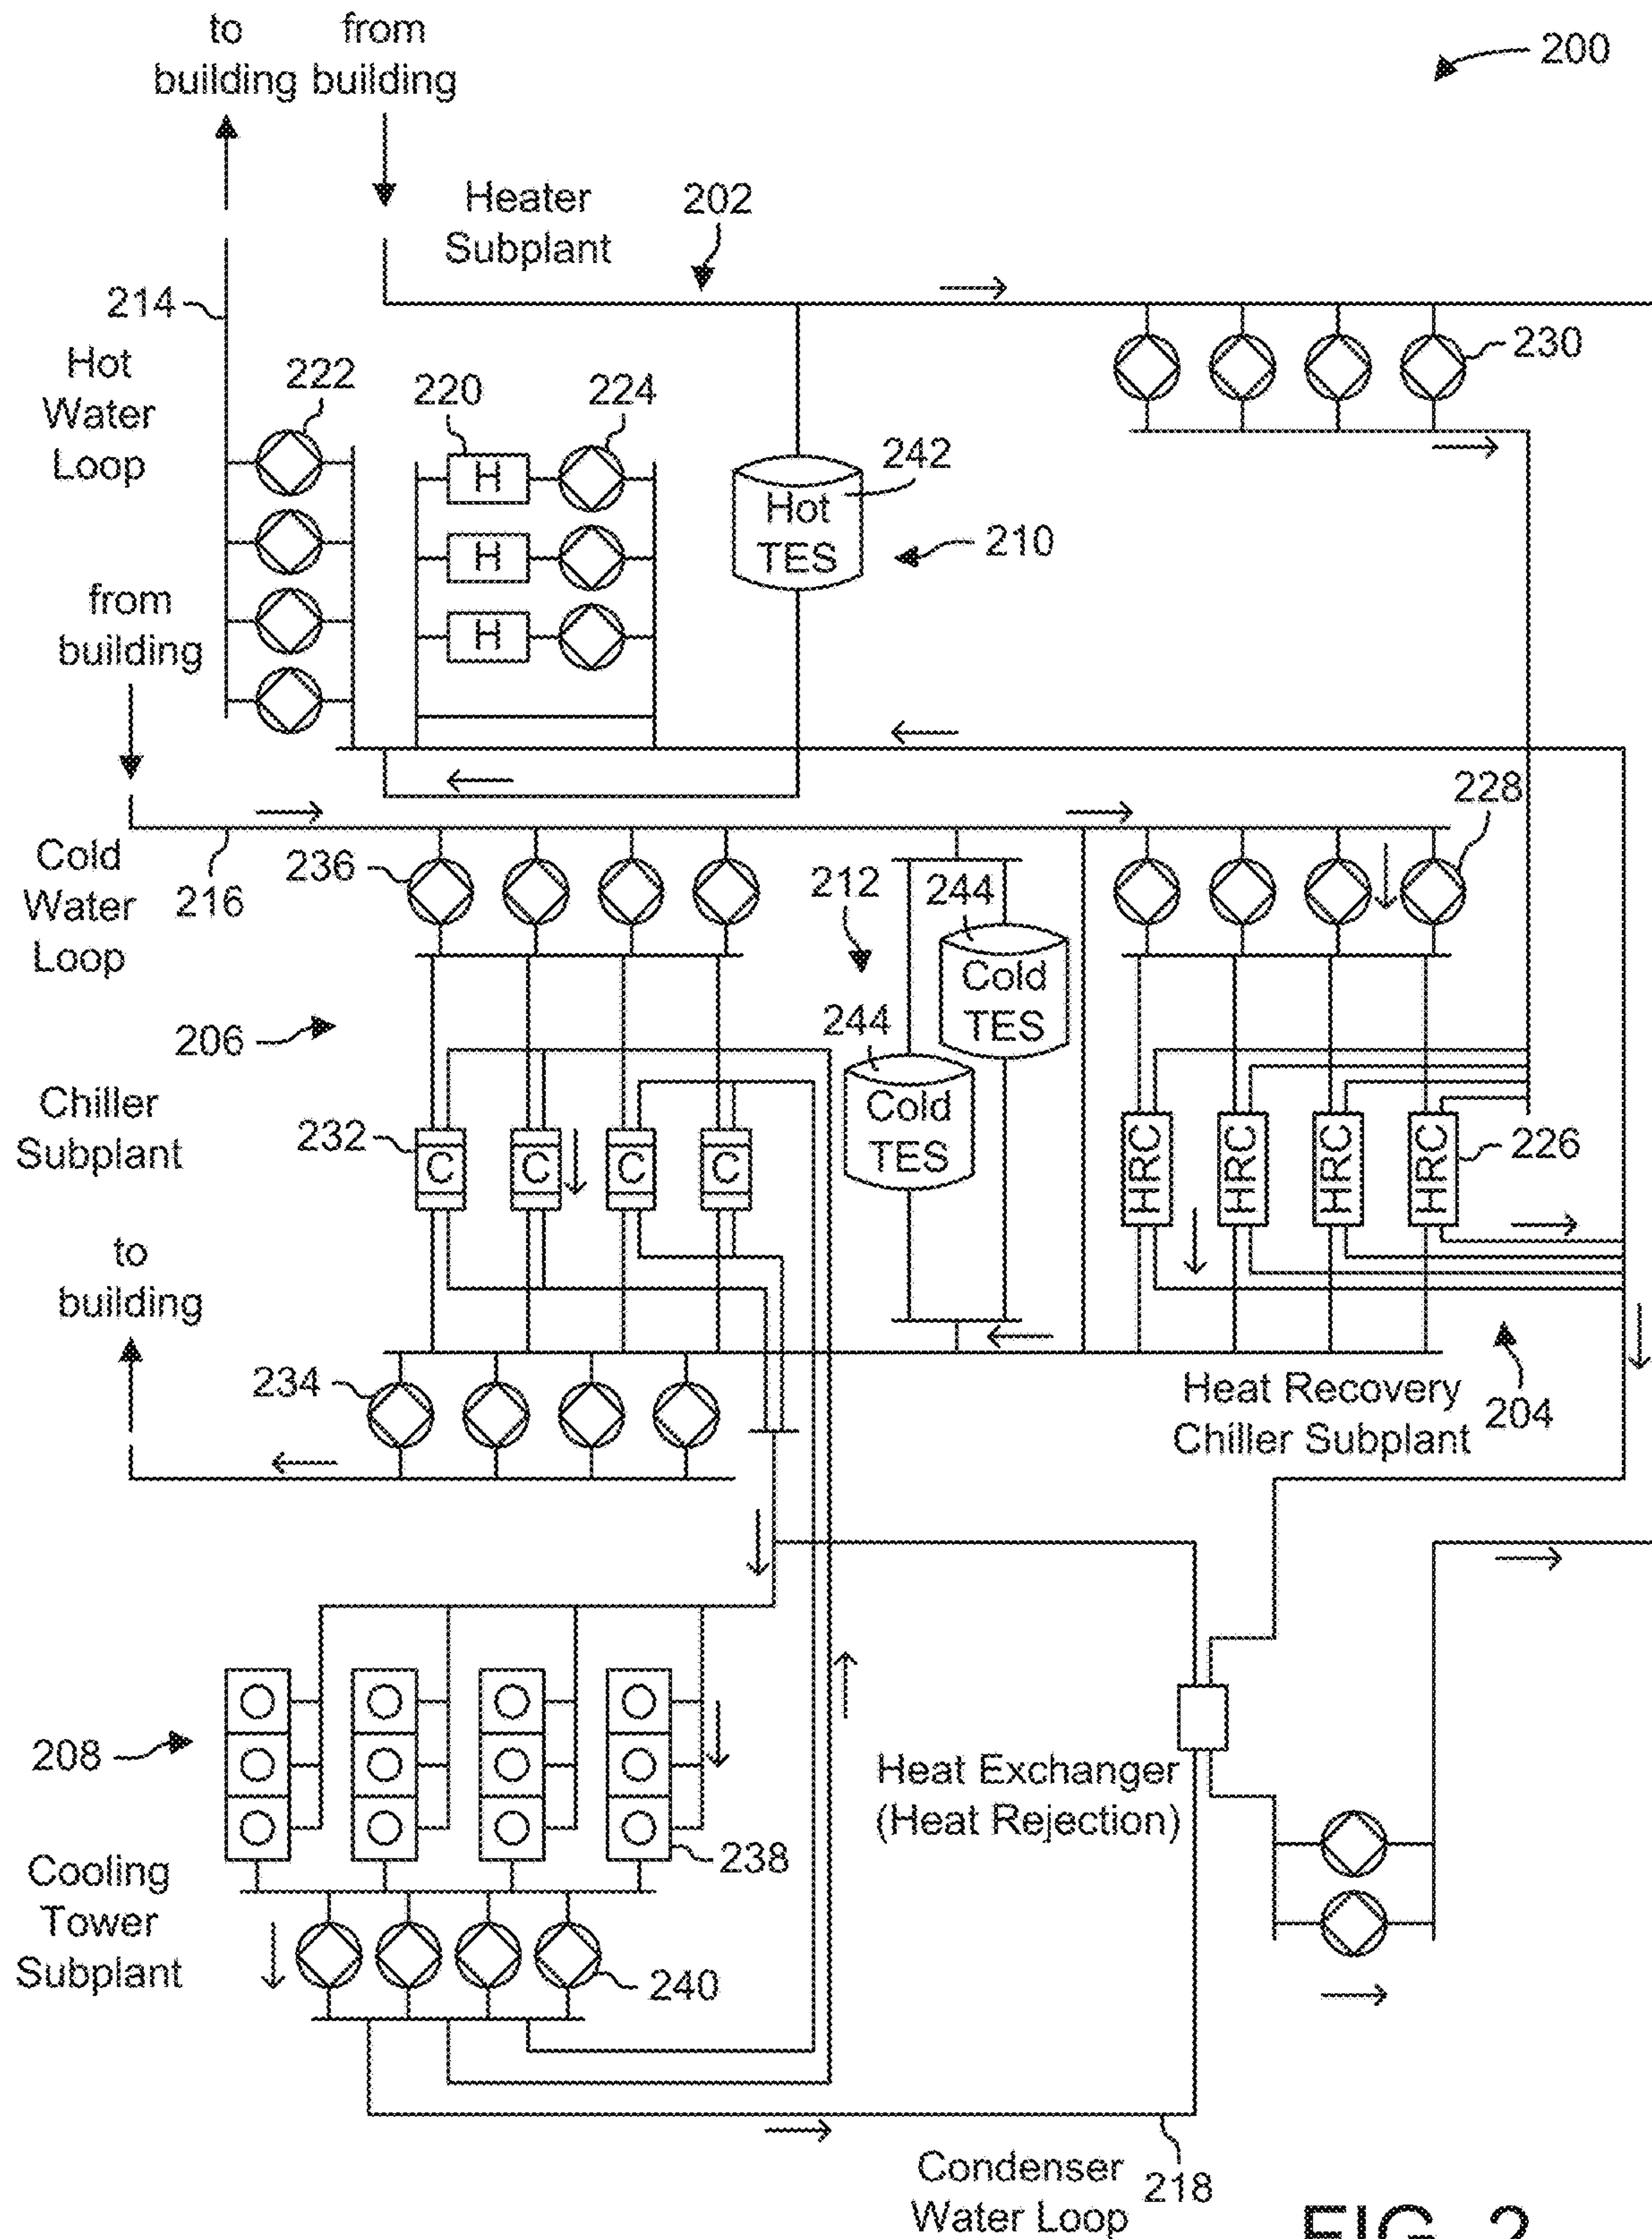 to
building
from
building
200
Heater
Subplant
202
214
Hot
Water
Loop
222
220
224
H
H
H
Hot
TES
242
210
230
from
building
Cold
Water
Loop
216
236
212
244
Cold
TES
244
Cold
TES
228
206
Chiller
Subplant
232
C
C
C
C
HRC
HRC
HRC
HRC
226
to
building
234
Heat Recovery
Chiller Subplant
204
208
Cooling
Tower
Subplant
238
240
Heat Exchanger
(Heat Rejection)
Condenser
Water Loop
218
FIG. 2